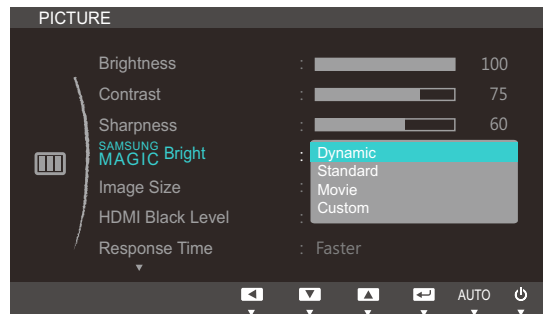 PICTURE
Brightness : 100
Contrast : 75
Sharpness : 60
SAMSUNG
MAGIC Bright : Dynamic
Standard
Movie
Custom
Image Size :
HDMI Black Level :
Response Time : Faster
AUTO